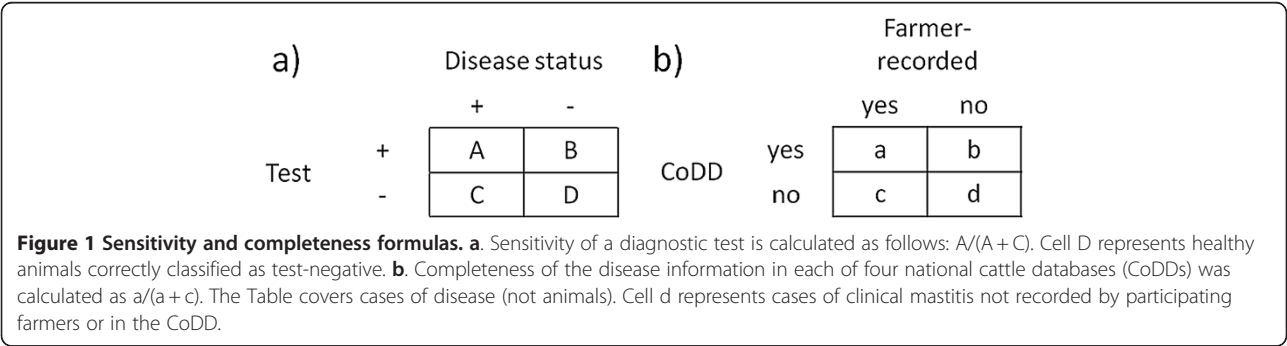 a) Disease status b) Farmer-
recorded
+ - yes no
+ A B yes a b
Test CoDD
- C D no c d
Figure 1 Sensitivity and completeness formulas. a. Sensitivity of a diagnostic test is calculated as follows: A/(A + C). Cell D represents healthy
animals correctly classified as test-negative. b. Completeness of the disease information in each of four national cattle databases (CoDDs) was
calculated as a/(a + c). The Table covers cases of disease (not animals). Cell d represents cases of clinical mastitis not recorded by participating
farmers or in the CoDD.